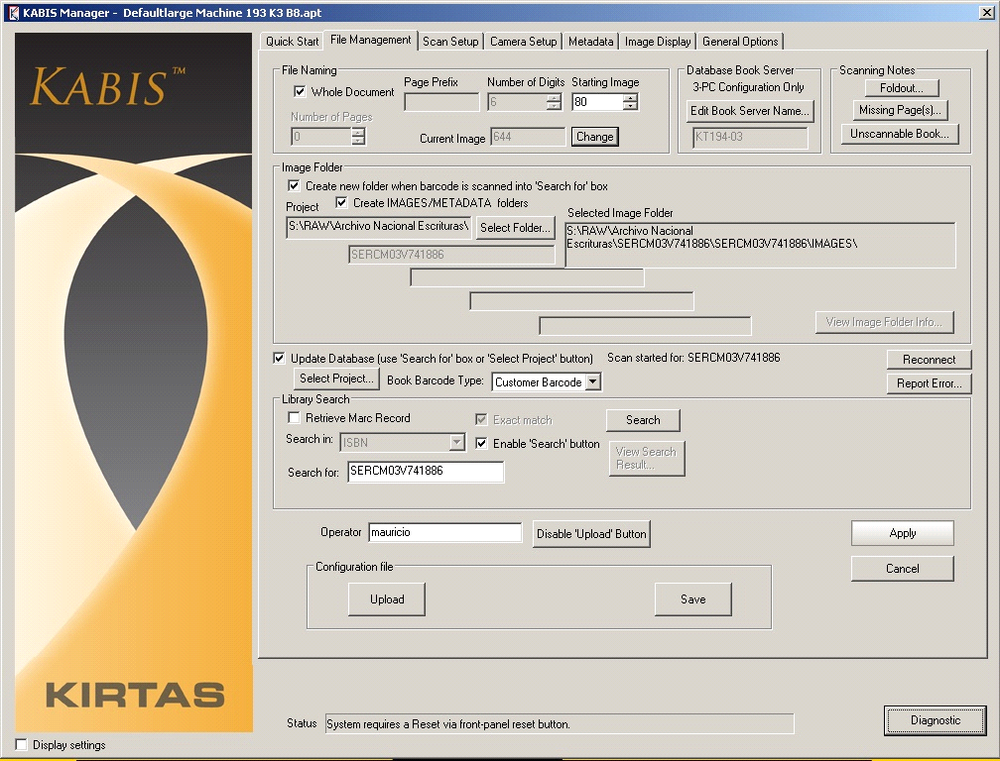 KABIS Manager - Defaultlarge Machine 193 K3 B8.apt
KABIS™
KIRTAS
Display settings
Quick Start File Management Scan Setup Camera Setup Metadata Image Display General Options
File Naming
Whole Document
Page Prefix
Number of Digits
6
Starting Image
80
Number of Pages
0
Current Image 644 Change
Database Book Server
3-PC Configuration Only
Edit Book Server Name...
KT194-03
Scanning Notes
Foldout...
Missing Page(s)...
Unscannable Book...
Image Folder
Create new folder when barcode is scanned into 'Search for' box
Project
Create IMAGES/METADATA folders
S:\RAW\Archivo Nacional Escrituras\ Select Folder...
SERCM03V741886
Selected Image Folder
S:\RAW\Archivo Nacional
Escrituras\SERCM03V741886\SERCM03V741886\IMAGES\
View Image Folder Info...
Update Database (use 'Search for' box or 'Select Project' button) Scan started for: SERCM03V741886
Reconnect
Select Project... Book Barcode Type: Customer Barcode
Report Error...
Library Search
Retrieve Marc Record Exact match Search
Search in: ISBN Enable 'Search' button
View Search
Result...
Search for: SERCM03V741886
Operator mauricio Disable 'Upload' Button
Apply
Cancel
Configuration file
Upload Save
Status System requires a Reset via front-panel reset button.
Diagnostic